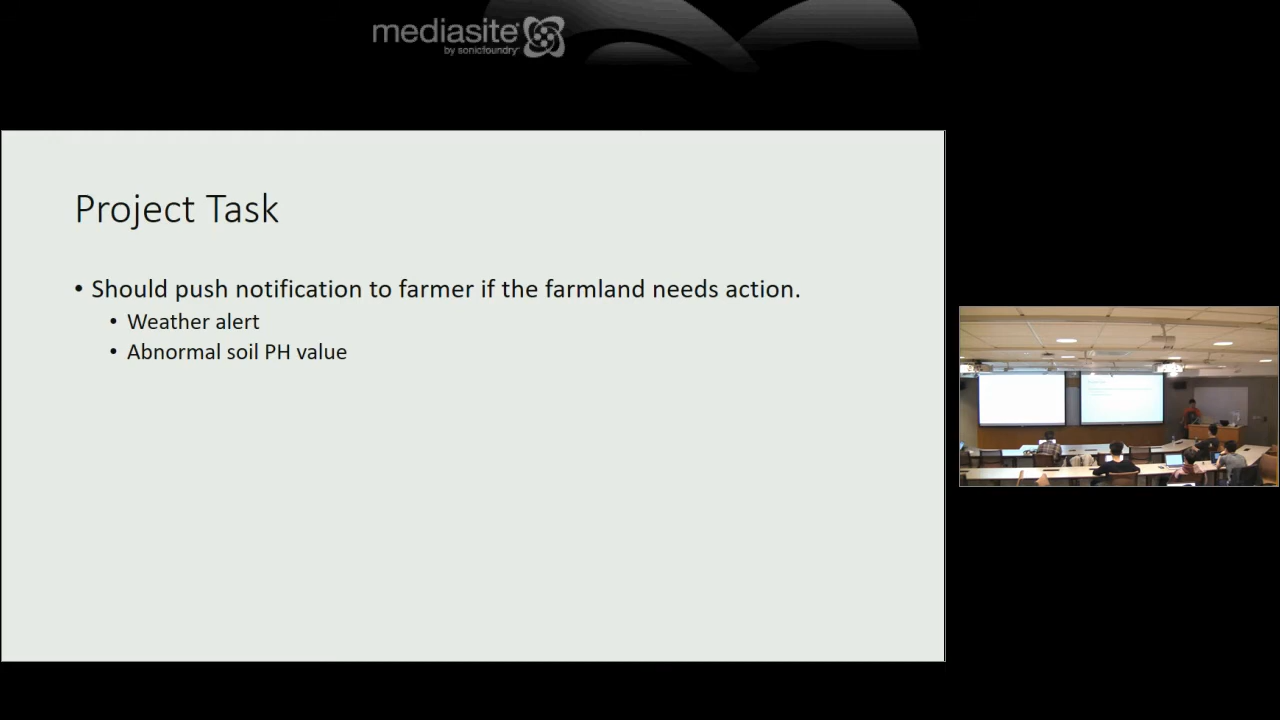 mediasite
by sonicfoundry
Project Task
• Should push notification to farmer if the farmland needs action.
• Weather alert
• Abnormal soil PH value